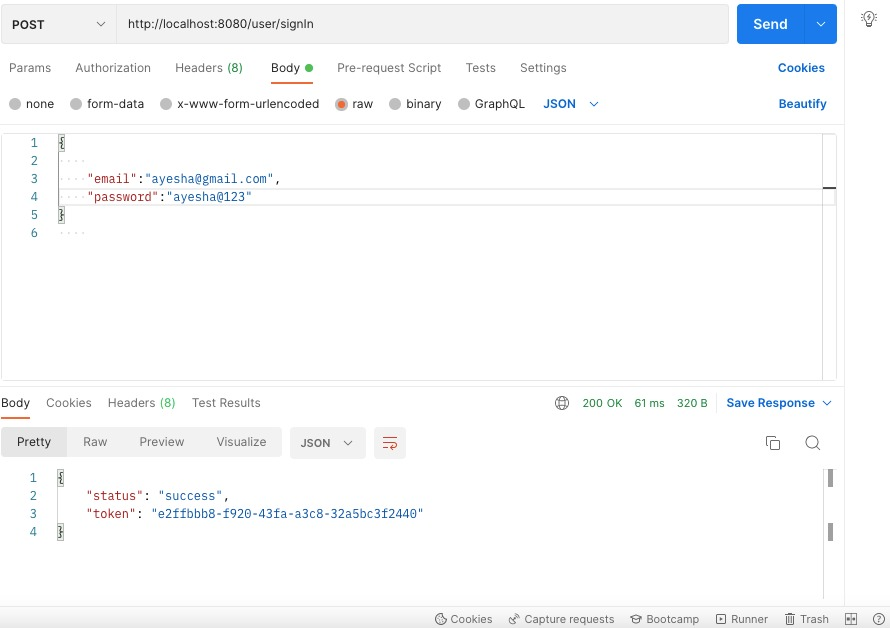 POST http://localhost:8080/user/signIn Send
Params Authorization Headers (8) Body Pre-request Script Tests Settings Cookies
none form-data x-www-form-urlencoded raw binary GraphQL JSON Beautify
1 {
2
3 "email":"ayesha@gmail.com",
4 "password":"ayesha@123"
5 }
6
Body Cookies Headers (8) Test Results 200 OK 61 ms 320 B Save Response
Pretty Raw Preview Visualize JSON
1 {
2 "status": "success",
3 "token": "e2ffbbb8-f920-43fa-a3c8-32a5bc3f2440"
4 }
Cookies Capture requests Bootcamp Runner Trash